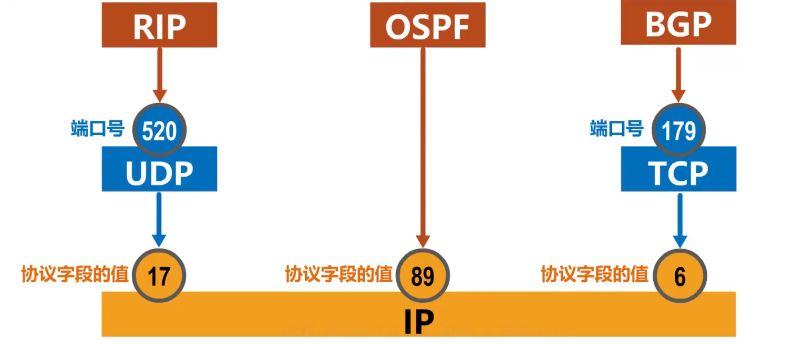 RIP
OSPF
BGP
端口号
520
端口号
179
UDP
TCP
协议字段的值
17
协议字段的值
89
协议字段的值
6
IP